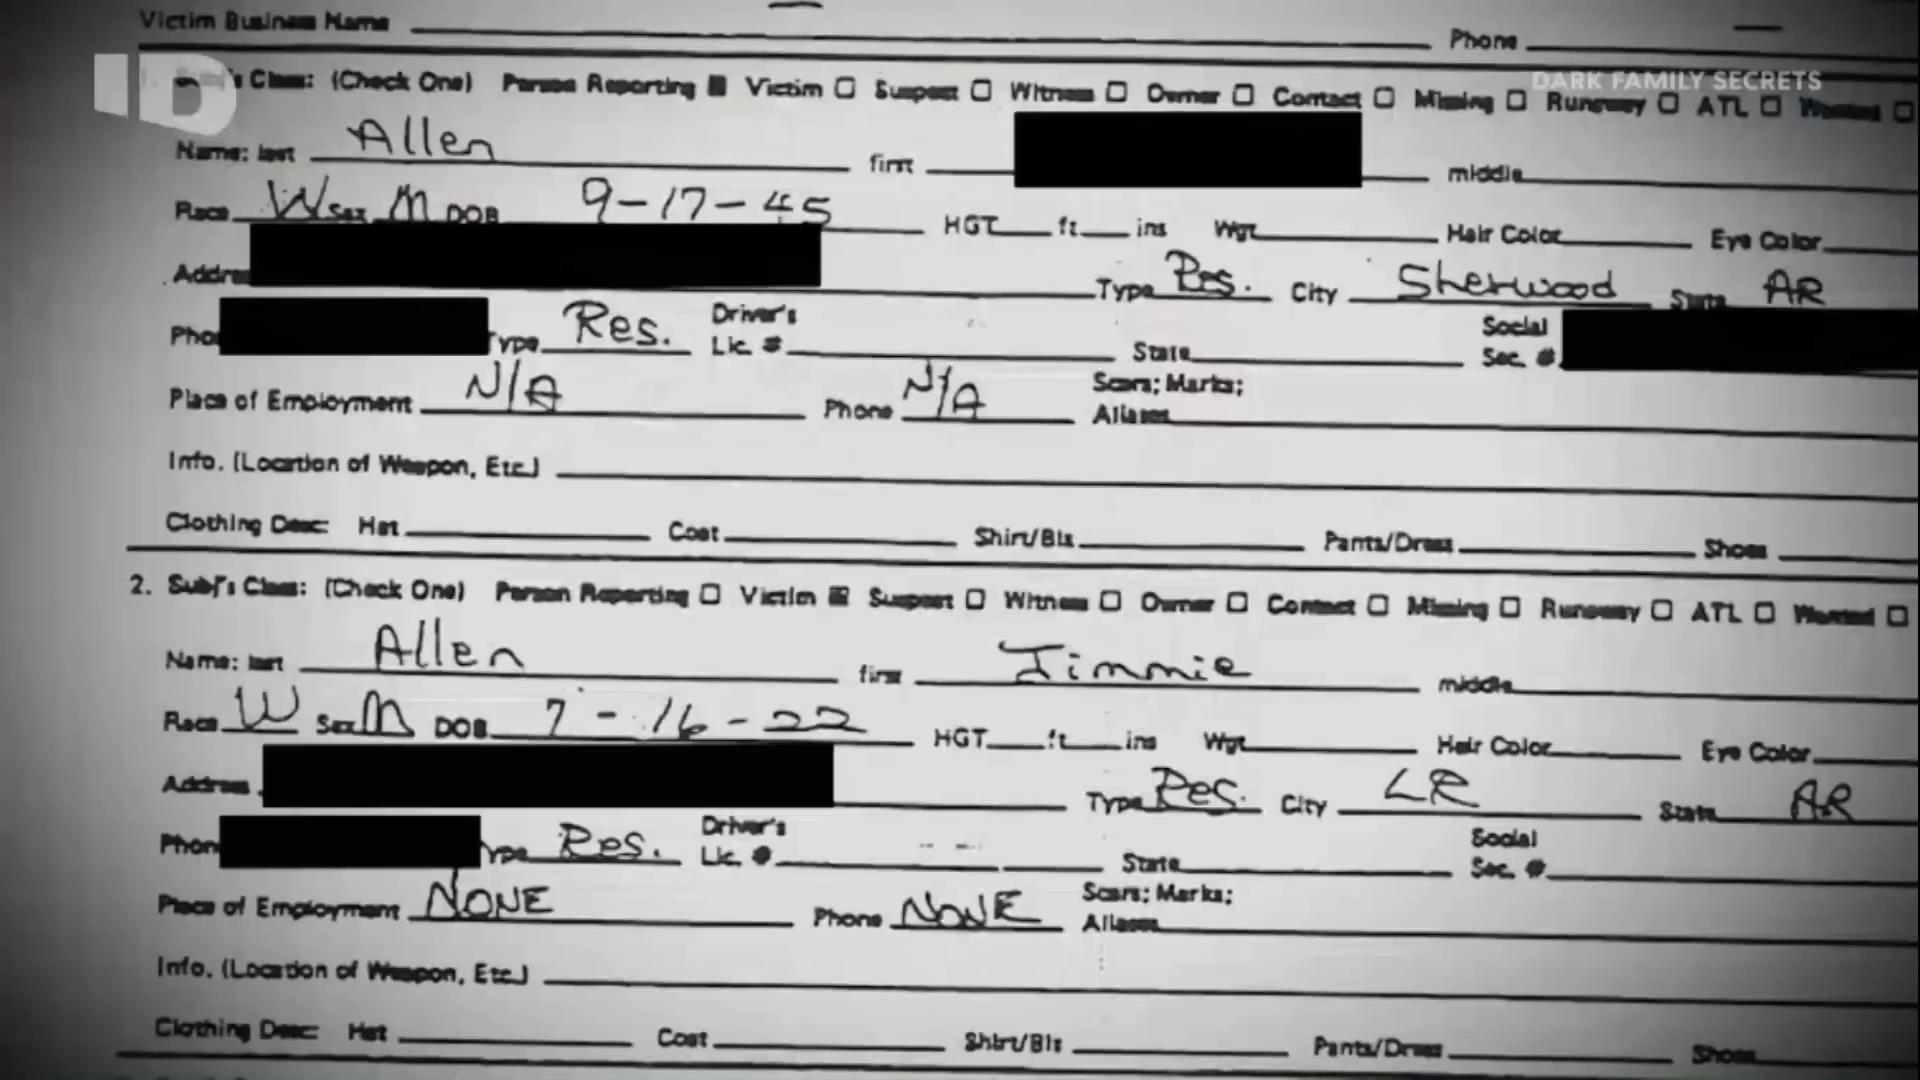 Victim Business Name Phone
ID
DARK FAMILY SECRETS
Class: (Check One) Person Reporting Victim Suspect Witness Owner Contact Missing Runaway ATL Wanted
Name: last Allen first middle
Race W Sex M DOB 9-17-45 HGT ft ins Wgt Hair Color Eye Color
Address Type Res. City Sherwood State AR
Phon Type Res. Driver's Lic. # State Social Sec. #
Place of Employment N/A Phone N/A Scars; Marks; Aliases
Info. (Location of Weapon, Etc.)
Clothing Desc: Hat Coat Shirt/Bls Pants/Dress Shoes
2. Subj's Class: (Check One) Person Reporting Victim Suspect Witness Owner Contact Missing Runaway ATL Wanted
Name: last Allen first Jimmie middle
Race W Sex M DOB 7-16-22 HGT ft ins Wgt Hair Color Eye Color
Address Type Res. City LR State AR
Phon ype Res. Driver's Lic. # State Social Sec. #
Place of Employment NONE Phone NONE Scars; Marks; Aliases
Info. (Location of Weapon, Etc.)
Clothing Desc: Hat Coat Shirt/Bls Pants/Dress Shoes